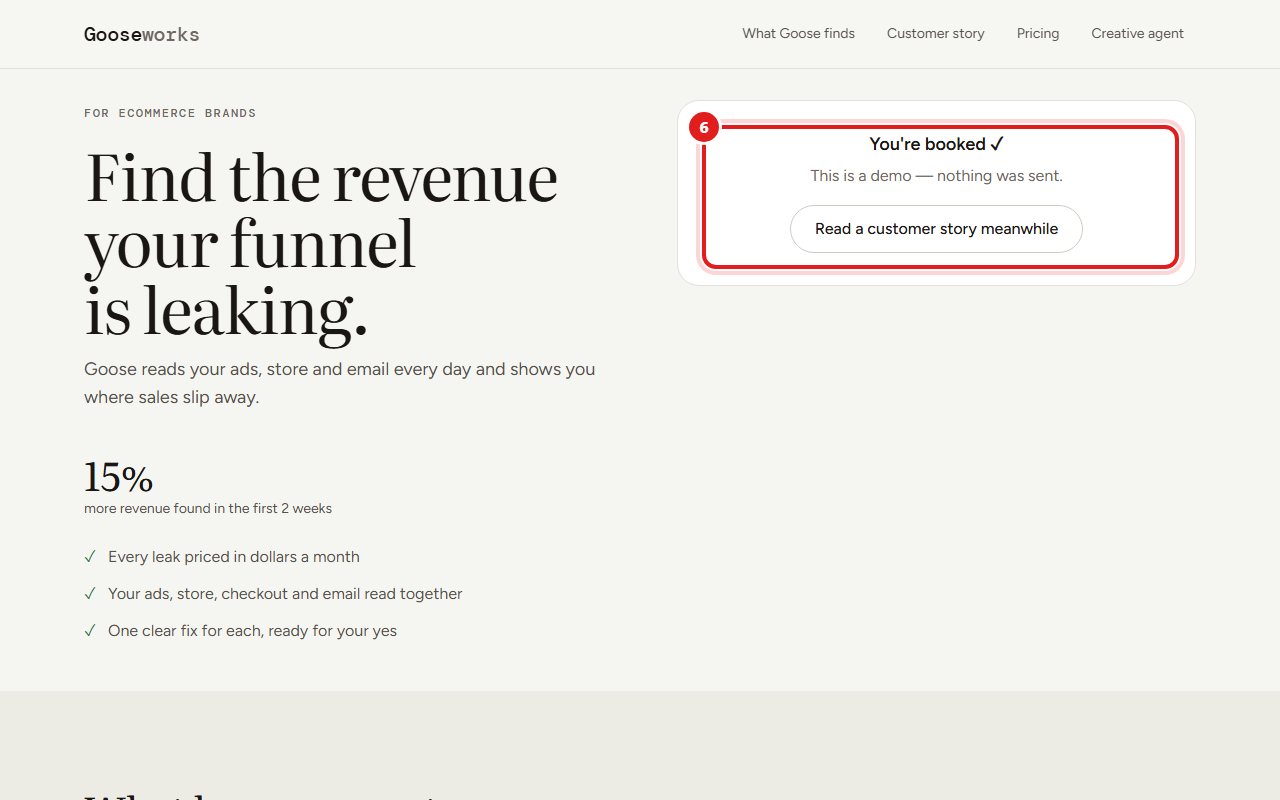 Gooseworks
What Goose finds
Customer story
Pricing
Creative agent
FOR ECOMMERCE BRANDS
Find the revenue
your funnel
is leaking.
Goose reads your ads, store and email every day and shows you
where sales slip away.
15%
more revenue found in the first 2 weeks
✓ Every leak priced in dollars a month
✓ Your ads, store, checkout and email read together
✓ One clear fix for each, ready for your yes
6
You're booked ✓
This is a demo — nothing was sent.
Read a customer story meanwhile